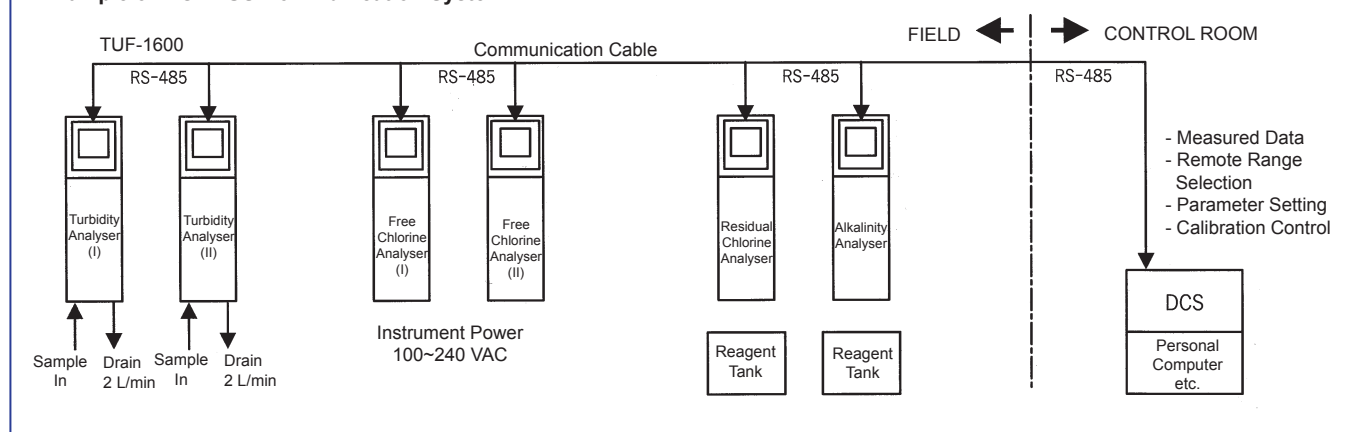 TUF-1600
Communication Cable
FIELD
CONTROL ROOM
RS-485
RS-485
RS-485
RS-485
- Measured Data
- Remote Range
Selection
- Parameter Setting
- Calibration Control
Turbidity
Analyser
(I)
Turbidity
Analyser
(II)
Free
Chlorine
Analyser
(I)
Free
Chlorine
Analyser
(II)
Residual
Chlorine
Analyser
Alkalinity
Analyser
DCS
Personal
Computer
etc.
Sample
In
Drain
2 L/min
Sample
In
Drain
2 L/min
Instrument Power
100~240 VAC
Reagent
Tank
Reagent
Tank